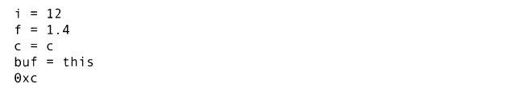 i = 12
f = 1.4
c = c
buf = this
0xc